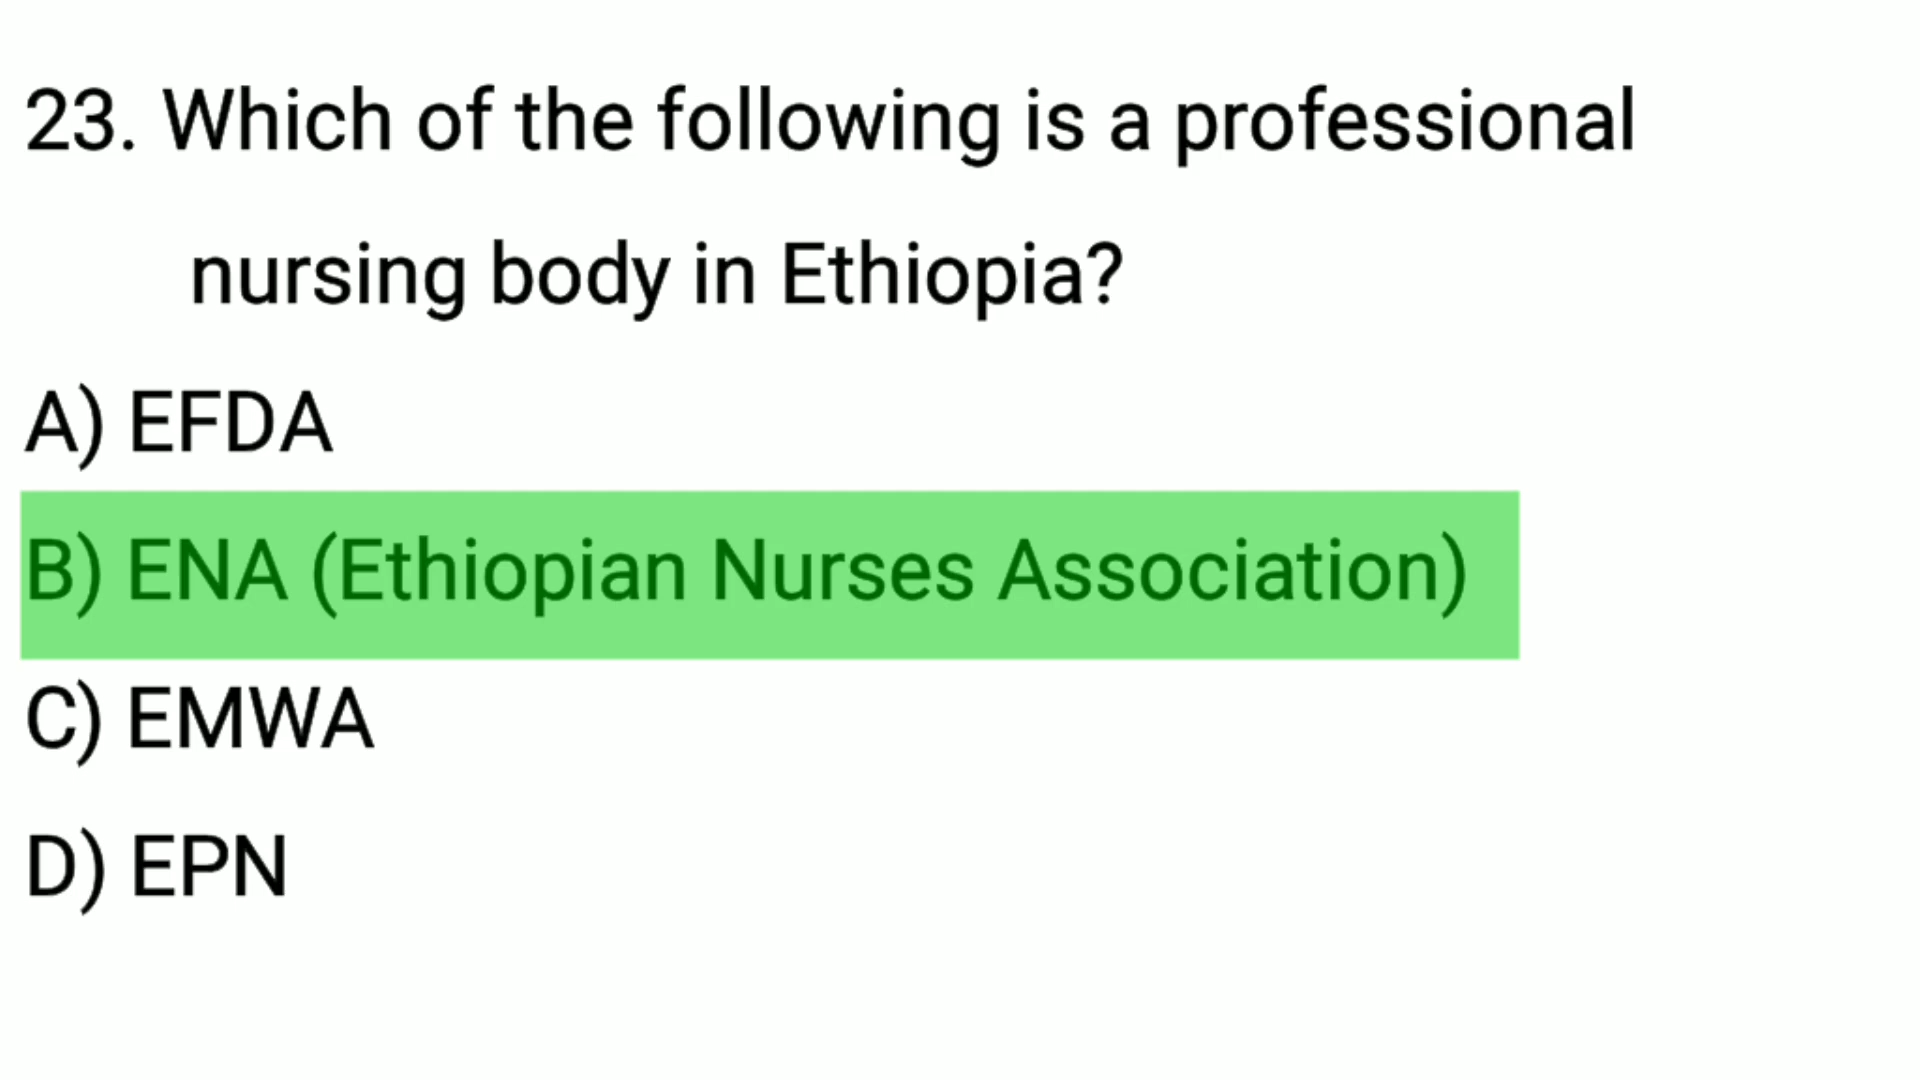 23. Which of the following is a professional
nursing body in Ethiopia?
A) EFDA
B) ENA (Ethiopian Nurses Association)
C) EMWA
D) EPN